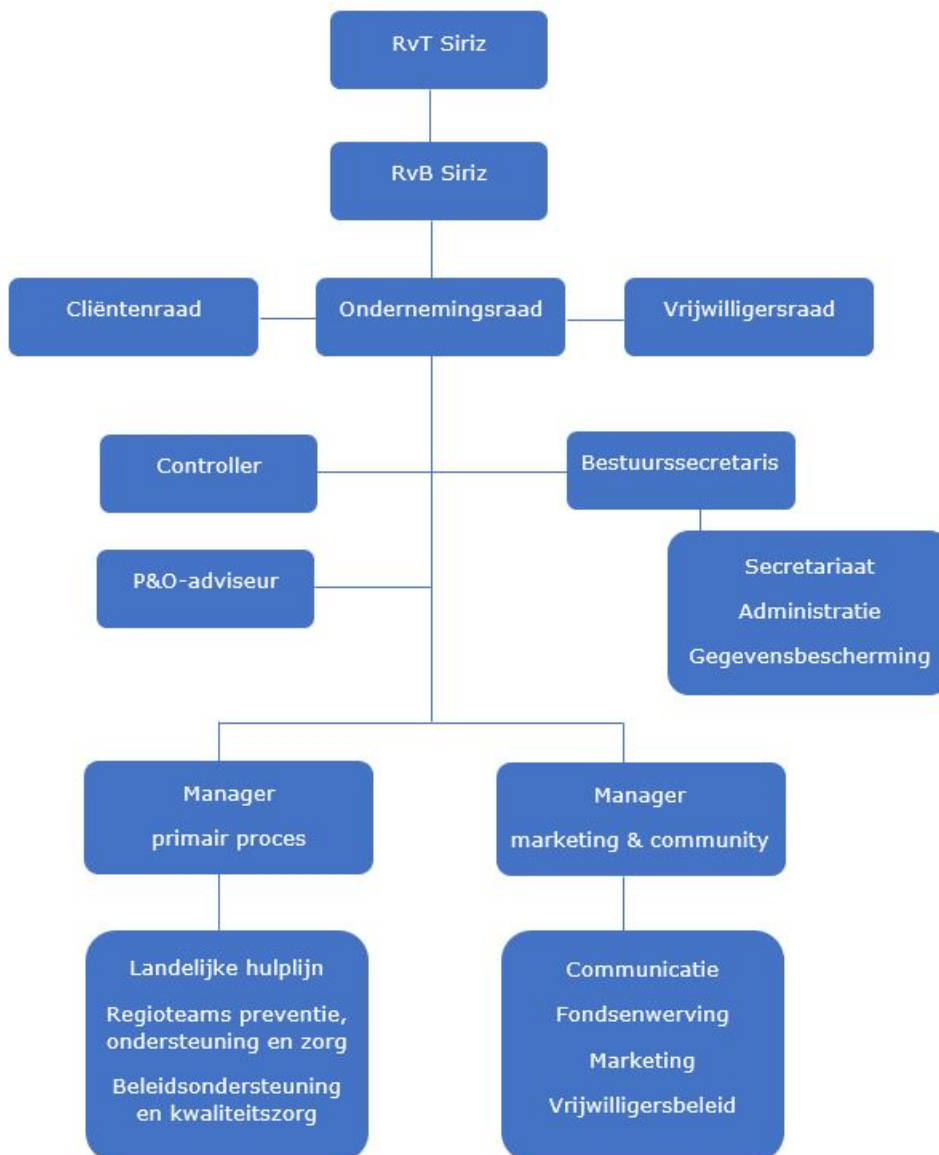 RvT Siriz
RvB Siriz
Cliëntenraad
Ondernemingsraad
Vrijwilligersraad
Controller
Bestuurssecretaris
P&O-adviseur
Secretariaat
Administratie
Gegevensbescherming
Manager
primair proces
Manager
marketing & community
Landelijke hulplijn
Regioteams preventie,
ondersteuning en zorg
Beleidsondersteuning
en kwaliteitszorg
Communicatie
Fondsenwerving
Marketing
Vrijwilligersbeleid